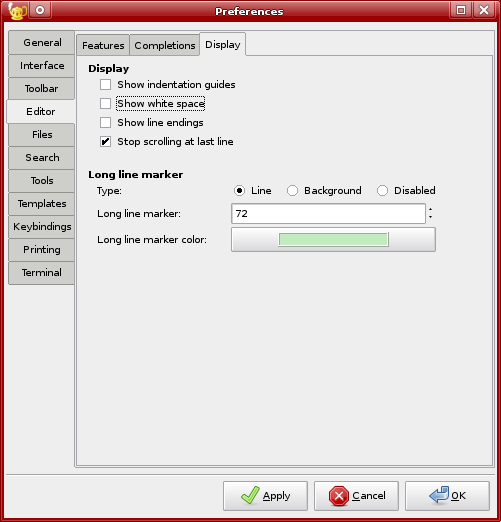 Preferences
General
Interface
Toolbar
Editor
Files
Search
Tools
Templates
Keybindings
Printing
Terminal
Features Completions Display
Display
Show indentation guides
Show white space
Show line endings
Stop scrolling at last line
Long line marker
Type: Line Background Disabled
Long line marker: 72
Long line marker color:
Apply Cancel OK